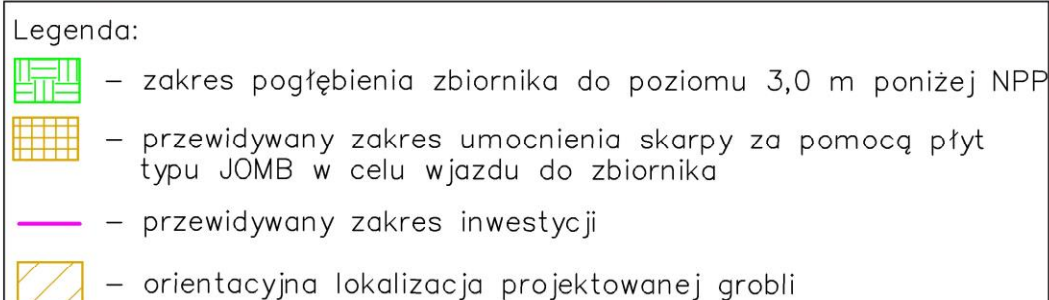 Legenda:
– zakres pogłębienia zbiornika do poziomu 3,0 m poniżej NPP
– przewidywany zakres umocnienia skarpy za pomocą płyt
typu JOMB w celu wjazdu do zbiornika
– przewidywany zakres inwestycji
– orientacyjna lokalizacja projektowanej grobli